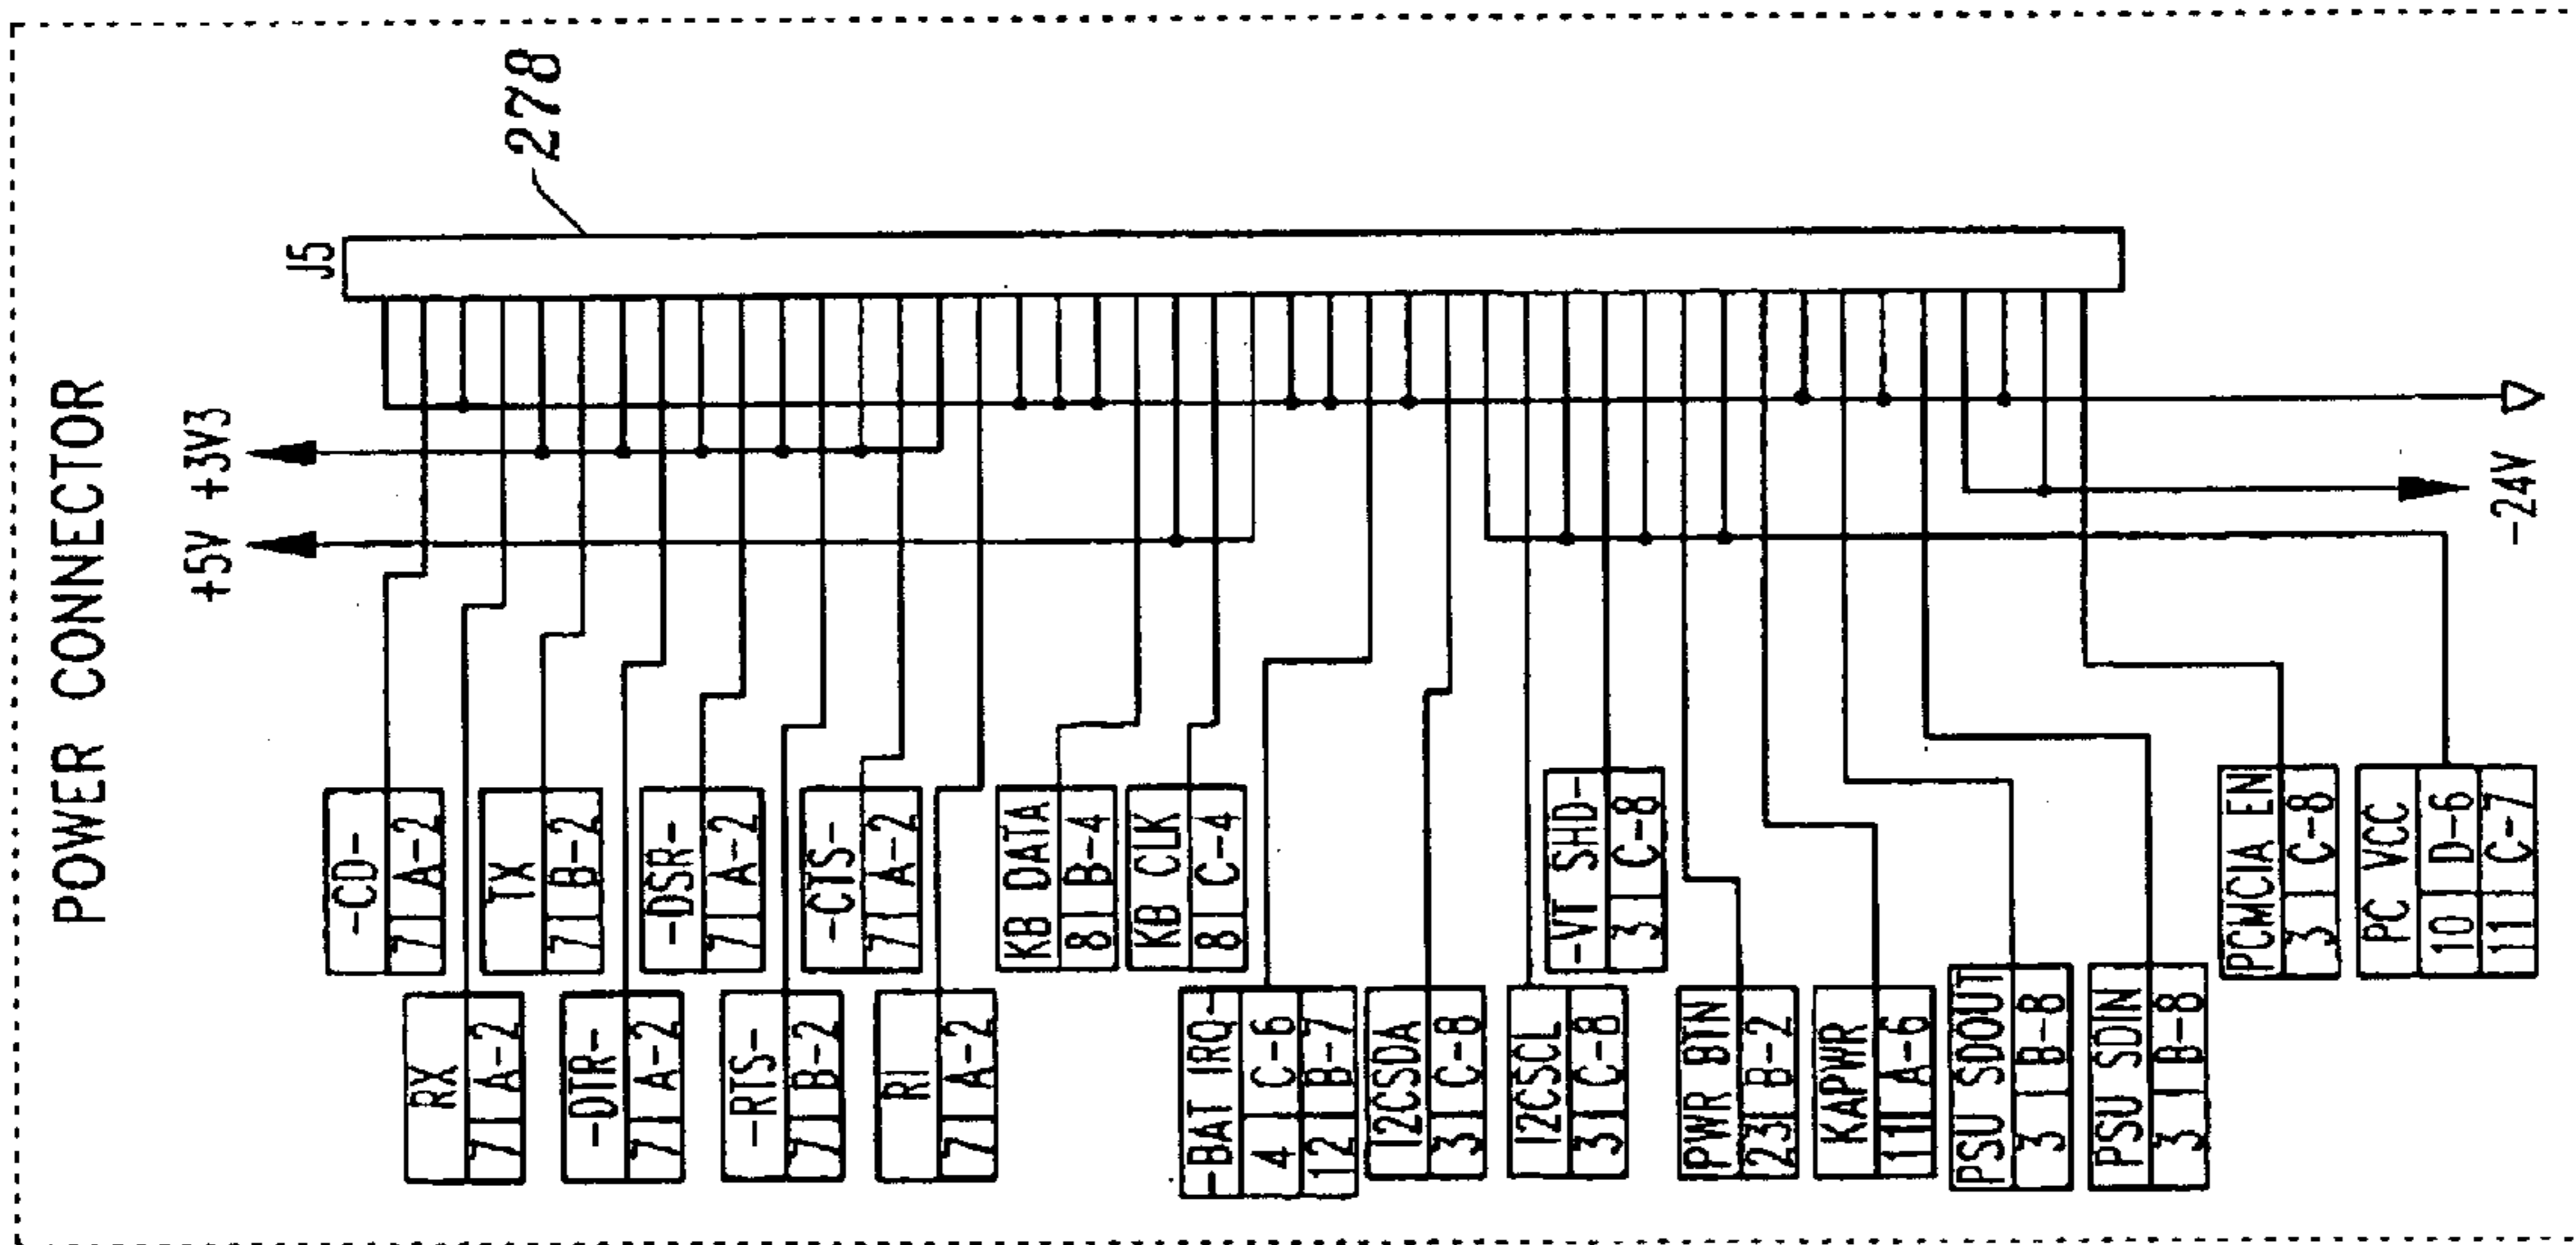 POWER CONNECTOR
+5V +3V3
J5
278
-CD-
7 A-2
RX
7 A-2
TX
7 B-2
-DTR-
7 A-2
-DSR-
7 A-2
-RTS-
7 B-2
-CTS-
7 A-2
RI
7 A-2
KB DATA
8 B-4
KB CLK
8 C-4
-BAT IRQ-
4 C-6
12 B-7
I2CSDA
3 C-8
I2CSCL
3 C-8
-VT SHD-
3 C-8
PWR BTN
23 B-2
KAPWR
11 A-6
PSU SDOUT
3 B-8
PSU SDIN
3 B-8
PCMCIA EN
3 C-8
PC VCC
10 D-6
11 C-7
-24V